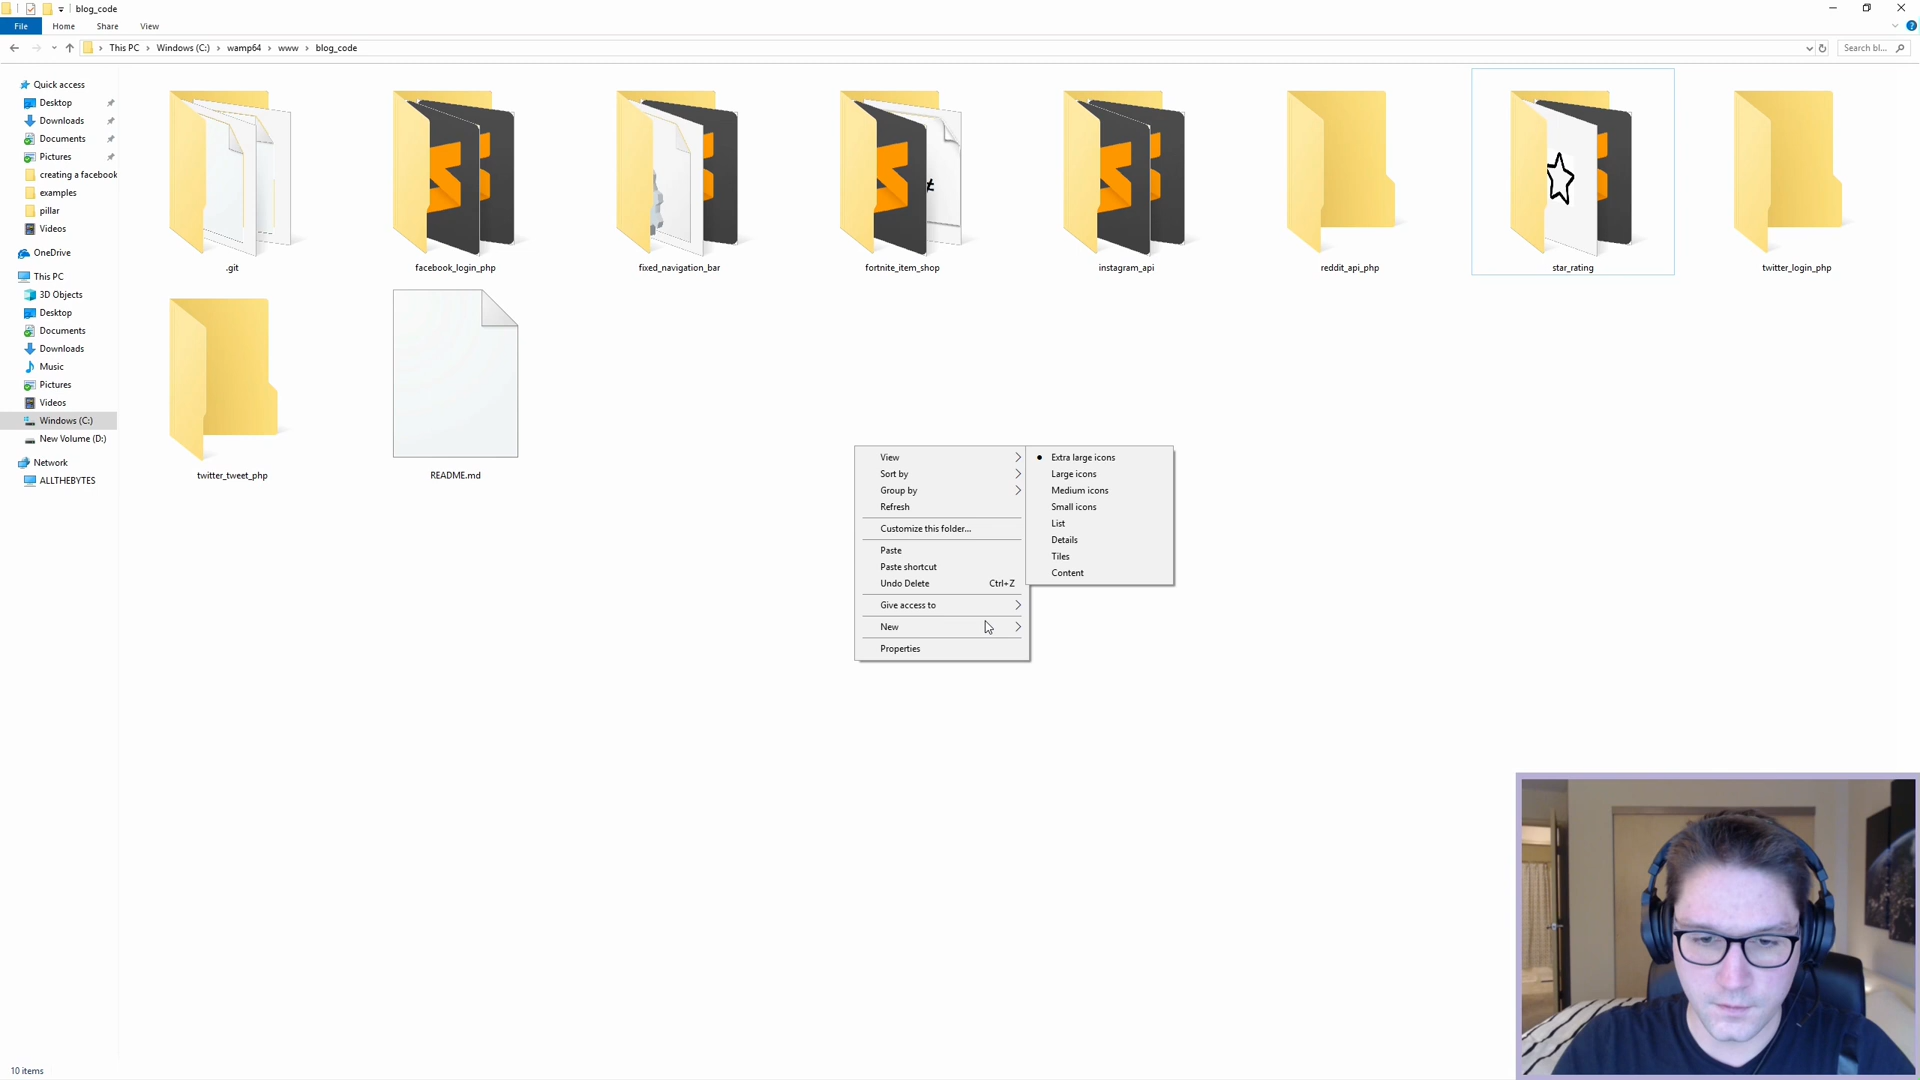 blog_code
File Home Share View
This PC Windows (C:) wamp64 www blog_code
Search bl...
Quick access
Desktop
Downloads
Documents
Pictures
creating a facebook
examples
pillar
Videos
OneDrive
This PC
3D Objects
Desktop
Documents
Downloads
Music
Pictures
Videos
Windows (C:)
New Volume (D:)
Network
ALLTHEBYTES
.git
facebook_login_php
fixed_navigation_bar
fortnite_item_shop
instagram_api
reddit_api_php
star_rating
twitter_login_php
twitter_tweet_php
README.md
View
Sort by
Group by
Refresh
Customize this folder...
Paste
Paste shortcut
Undo Delete Ctrl+Z
Give access to
New
Properties
Extra large icons
Large icons
Medium icons
Small icons
List
Details
Tiles
Content
10 items